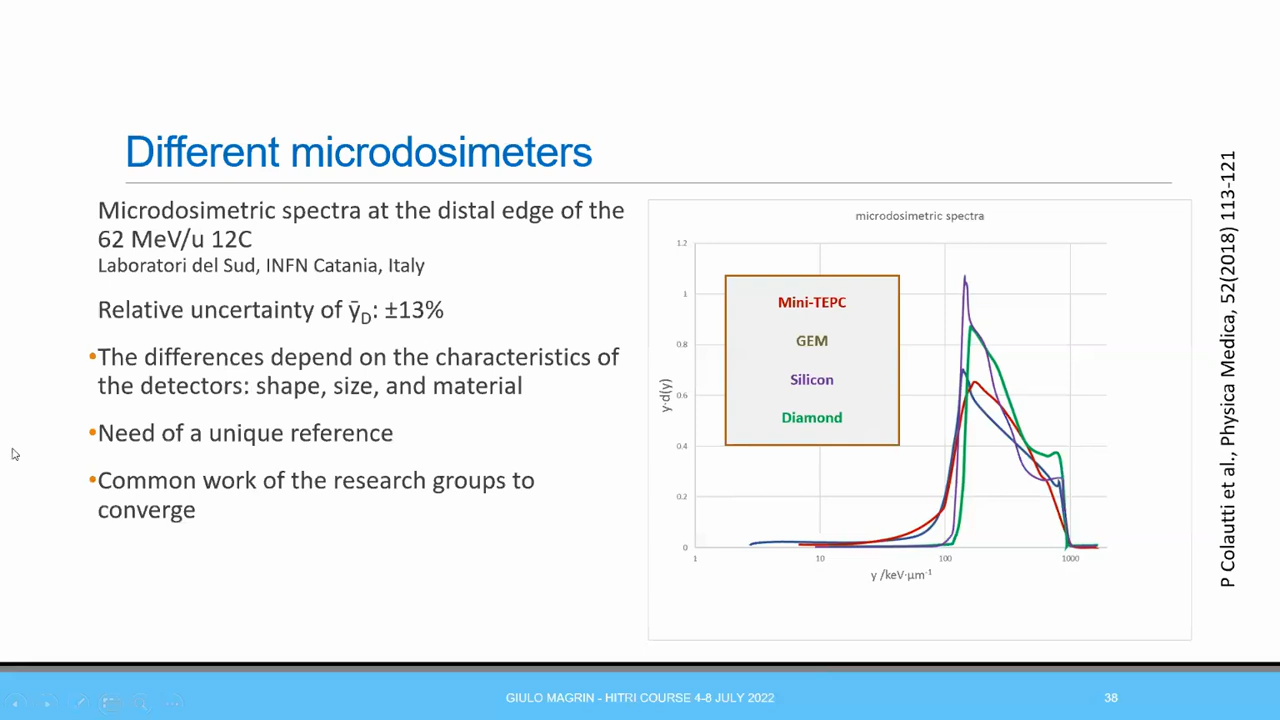 Different microdosimeters
Microdosimetric spectra at the distal edge of the
62 MeV/u 12C
Laboratori del Sud, INFN Catania, Italy
Relative uncertainty of ȳD: ±13%
•The differences depend on the characteristics of
the detectors: shape, size, and material
•Need of a unique reference
•Common work of the research groups to
converge
microdosimetric spectra
1.2
1
0.8
0.6
0.4
0.2
0
y·d(y)
Mini-TEPC
GEM
Silicon
Diamond
1
10
100
1000
y /keV·µm⁻¹
P Colautti et al., Physica Medica, 52(2018) 113-121
GIULO MAGRIN - HITRI COURSE 4-8 JULY 2022
38